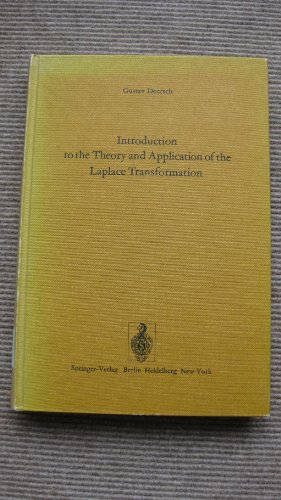 Gustav Doetsch
Introduction
to the Theory and Application of the
Laplace Transformation
Springer-Verlag Berlin Heidelberg New York